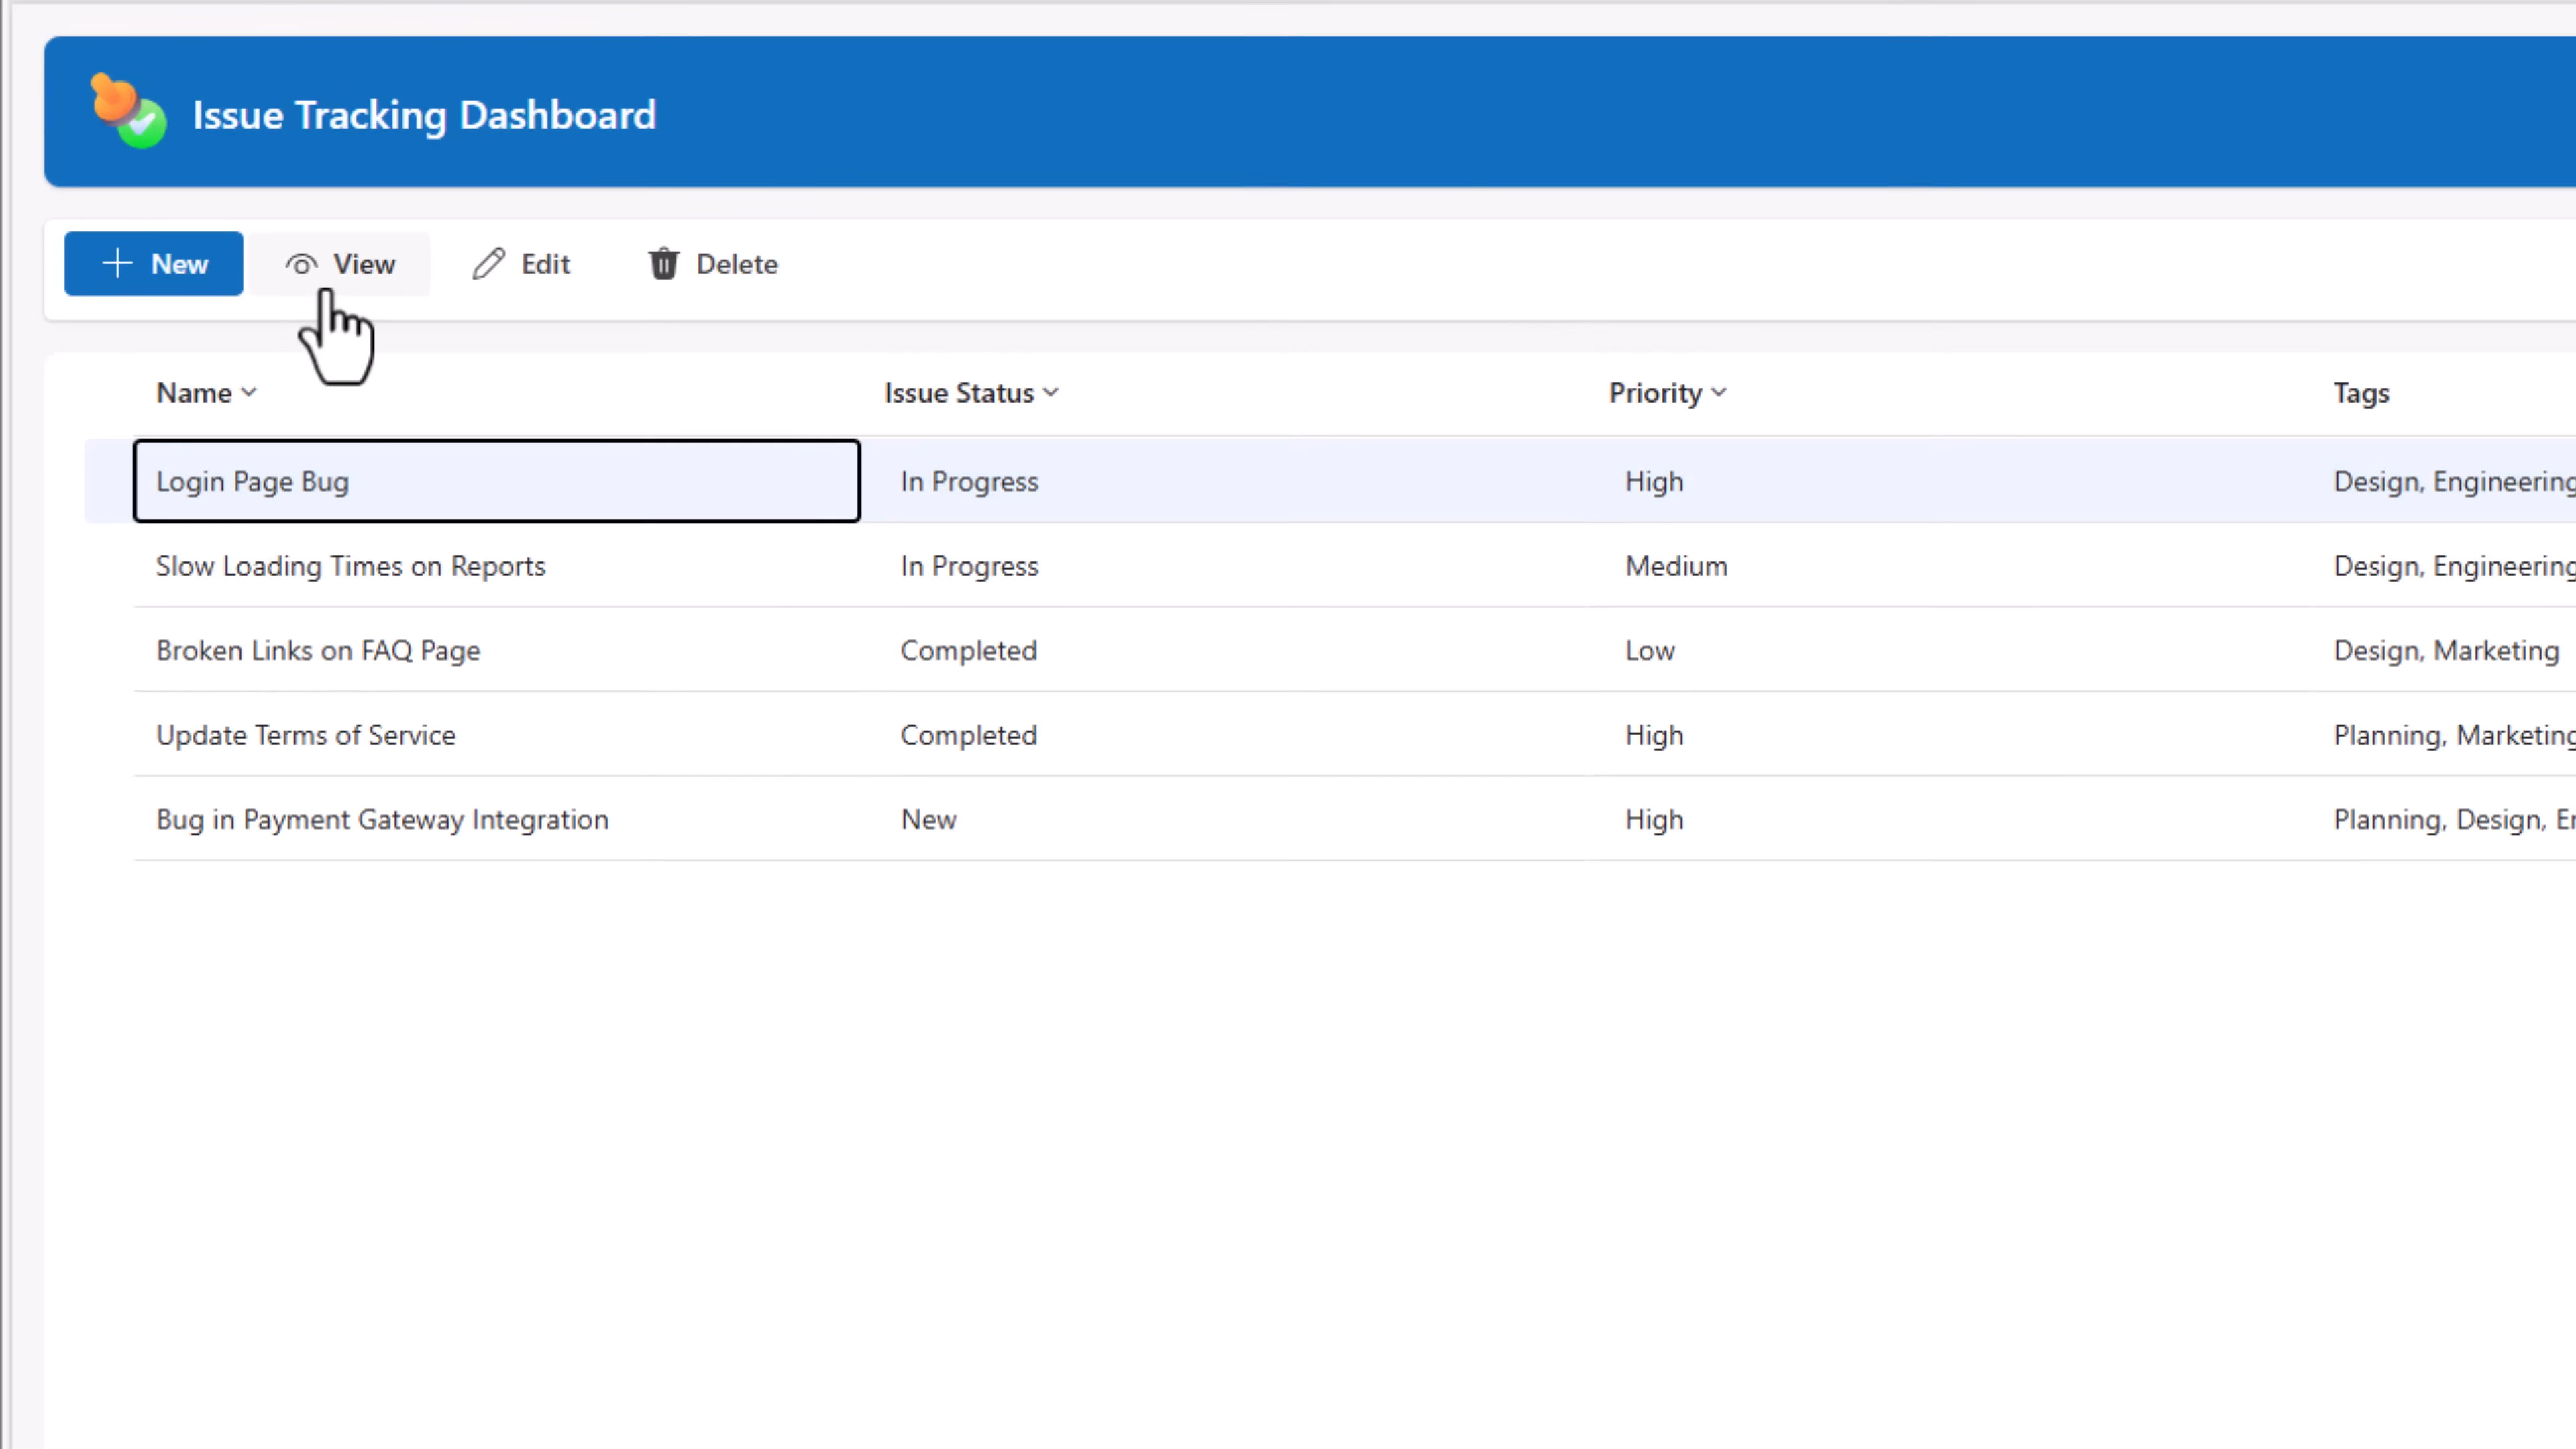 Issue Tracking Dashboard
New View Edit Delete
Name Issue Status Priority Tags
Login Page Bug In Progress High Design, Engineering
Slow Loading Times on Reports In Progress Medium Design, Engineering
Broken Links on FAQ Page Completed Low Design, Marketing
Update Terms of Service Completed High Planning, Marketing
Bug in Payment Gateway Integration New High Planning, Design,